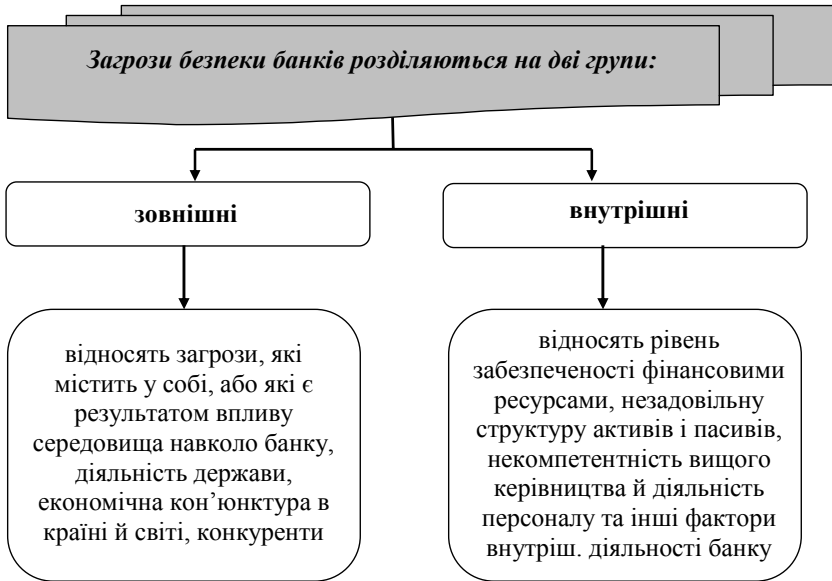 Загрози безпеки банків розділяються на дві групи:
зовнішні
внутрішні
відносять загрози, які
містить у собі, або які є
результатом впливу
середовища навколо банку,
діяльність держави,
економічна кон’юнктура в
країні й світі, конкуренти
відносять рівень
забезпеченості фінансовими
ресурсами, незадовільну
структуру активів і пасивів,
некомпетентність вищого
керівництва й діяльність
персоналу та інші фактори
внутріш. діяльності банку